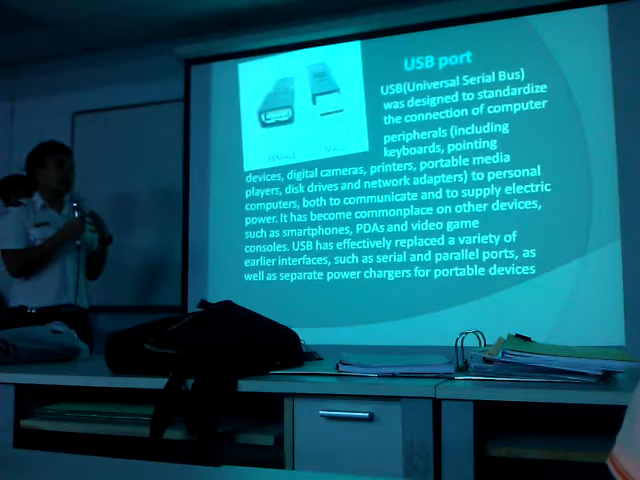 USB port
USB(Universal Serial Bus)
was designed to standardize
the connection of computer
peripherals (including
keyboards, pointing
FEMALE MALE
devices, digital cameras, printers, portable media
players, disk drives and network adapters) to personal
computers, both to communicate and to supply electric
power. It has become commonplace on other devices,
such as smartphones, PDAs and video game
consoles. USB has effectively replaced a variety of
earlier interfaces, such as serial and parallel ports, as
well as separate power chargers for portable devices